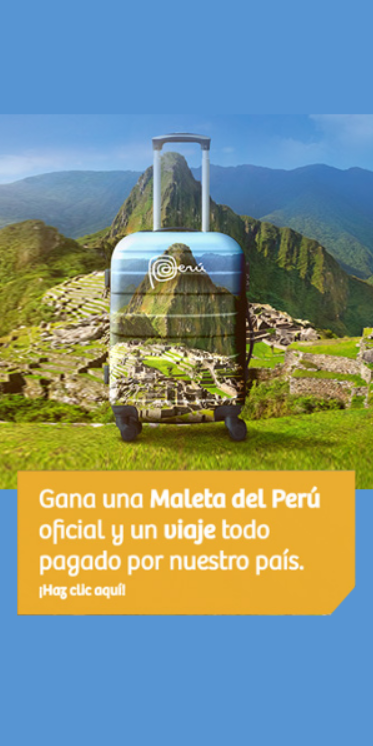 Perú
Gana una Maleta del Perú
oficial y un viaje todo
pagado por nuestro país.
¡Haz clic aquí!